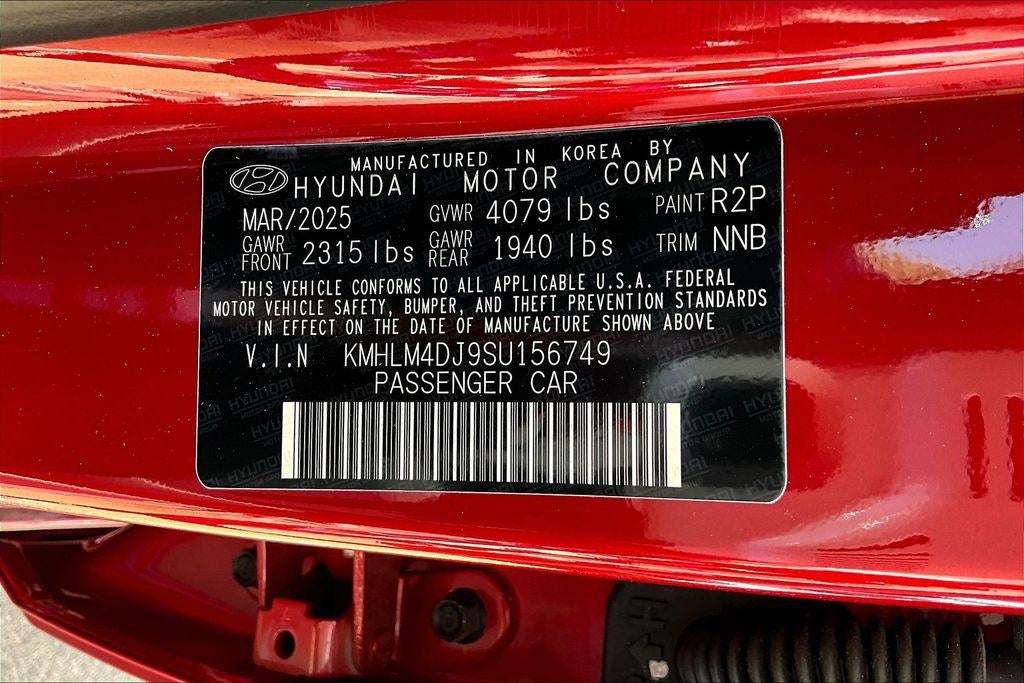 MANUFACTURED IN KOREA BY
HYUNDAI MOTOR COMPANY
MAR/2025 GVWR 4079 lbs PAINT R2P
GAWR FRONT 2315 lbs GAWR REAR 1940 lbs TRIM NNB
THIS VEHICLE CONFORMS TO ALL APPLICABLE U.S.A. FEDERAL
MOTOR VEHICLE SAFETY, BUMPER, AND THEFT PREVENTION STANDARDS
IN EFFECT ON THE DATE OF MANUFACTURE SHOWN ABOVE
V.I.N KMHLM4DJ9SU156749
PASSENGER CAR